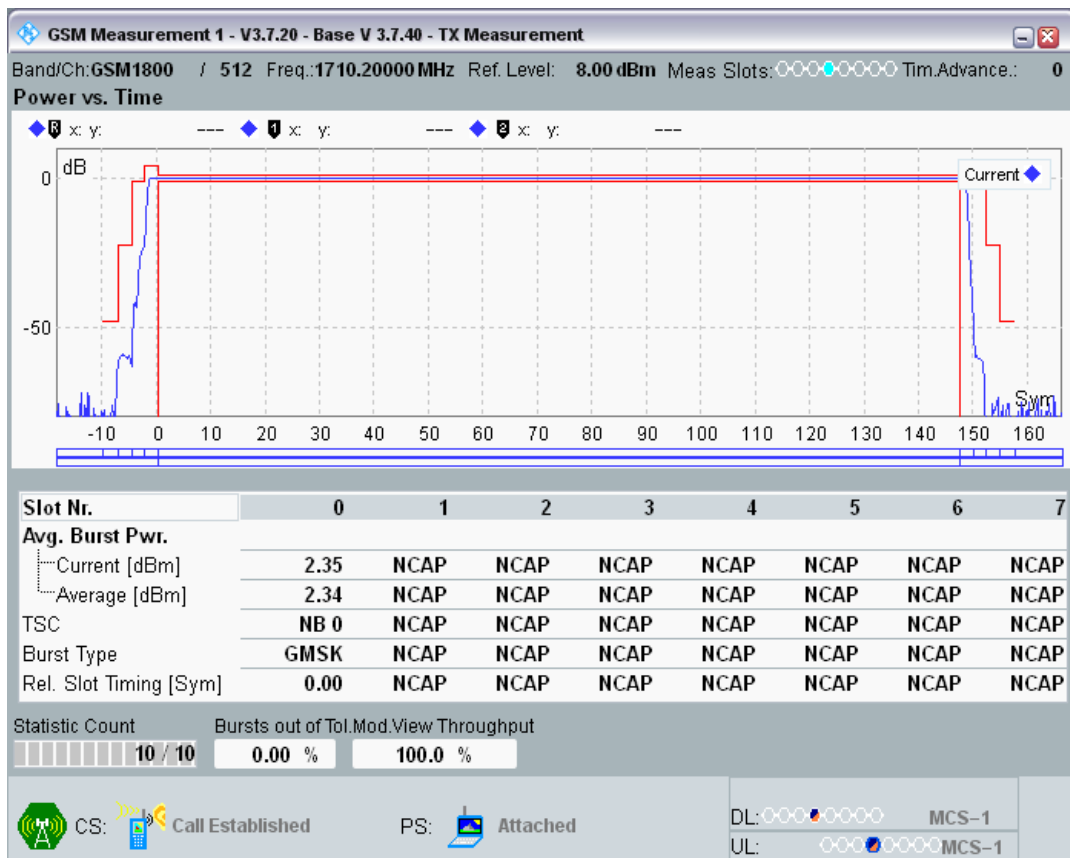 GSM Measurement 1 - V3.7.20 - Base V 3.7.40 - TX Measurement
Band/Ch:GSM1800 / 512 Freq.:1710.20000 MHz Ref. Level: 8.00 dBm Meas Slots: Tim.Advance.: 0
Power vs. Time
R x: y: --- 1 x: y: --- 2 x: y: ---
dB
Current
0
-50
Sym
-10 0 10 20 30 40 50 60 70 80 90 100 110 120 130 140 150 160
Slot Nr. 0 1 2 3 4 5 6 7
Avg. Burst Pwr.
Current [dBm] 2.35 NCAP NCAP NCAP NCAP NCAP NCAP NCAP
Average [dBm] 2.34 NCAP NCAP NCAP NCAP NCAP NCAP NCAP
TSC NB 0 NCAP NCAP NCAP NCAP NCAP NCAP NCAP
Burst Type GMSK NCAP NCAP NCAP NCAP NCAP NCAP NCAP
Rel. Slot Timing [Sym] 0.00 NCAP NCAP NCAP NCAP NCAP NCAP NCAP
Statistic Count Bursts out of Tol. Mod.View Throughput
10 / 10 0.00 % 100.0 %
CS: Call Established PS: Attached
DL: MCS-1
UL: MCS-1